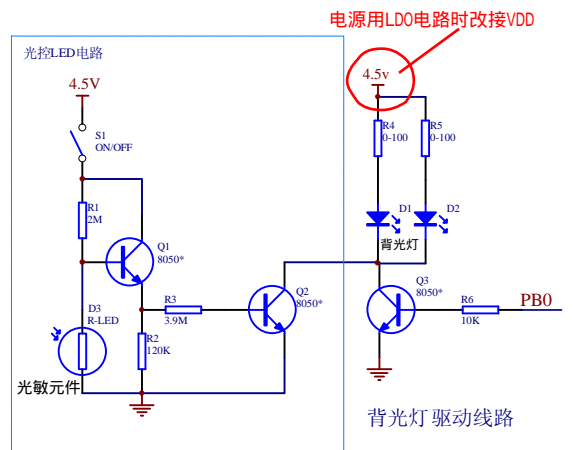 电源用LDO电路时改接VDD
光控LED电路
4.5V
4.5v
S1
ON/OFF
R4
0-100
R5
0-100
R1
2M
D1
D2
背光灯
Q1
8050*
Q2
8050*
Q3
8050*
R3
3.9M
R6
10K
PB0
D3
R-LED
R2
120K
光敏元件
背光灯 驱动线路